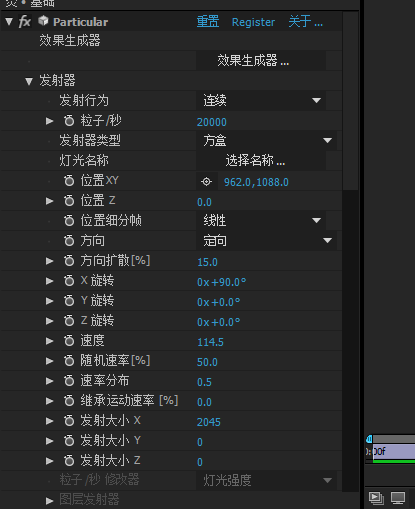 灵 · 基础
fx Particular 重置 Register 关于 ...
效果生成器
效果生成器 ...
发射器
发射行为 连续
粒子/秒 20000
发射器类型 方盒
灯光名称 选择名称 ...
位置XY 962.0,1088.0
位置 Z 0.0
位置细分帧 线性
方向 定向
方向扩散[%] 15.0
X 旋转 0x+90.0°
Y 旋转 0x+0.0°
Z 旋转 0x+0.0°
速度 114.5
随机速率[%] 50.0
速率分布 0.5
继承运动速率 [%] 0.0
发射大小 X 2045
发射大小 Y 0
发射大小 Z 0
粒子/秒 修改器 灯光强度
图层发射器
00f